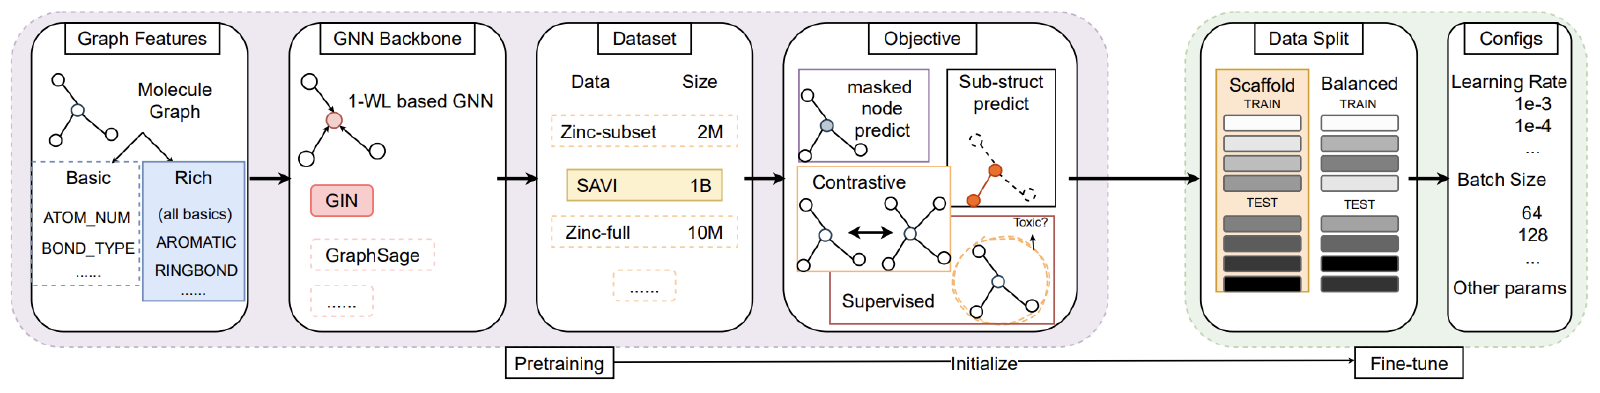 Graph Features
Molecule
Graph
Basic
ATOM_NUM
BOND_TYPE
......
Rich
(all basics)
AROMATIC
RINGBOND
......
GNN Backbone
1-WL based GNN
GIN
GraphSage
......
Dataset
Data Size
Zinc-subset 2M
SAVI 1B
Zinc-full 10M
......
Objective
masked
node
predict
Sub-struct
predict
Contrastive
Toxic?
Supervised
Data Split
Scaffold Balanced
TRAIN TRAIN
TEST TEST
Configs
Learning Rate
1e-3
1e-4
...
Batch Size
64
128
...
Other params
Pretraining
Initialize
Fine-tune